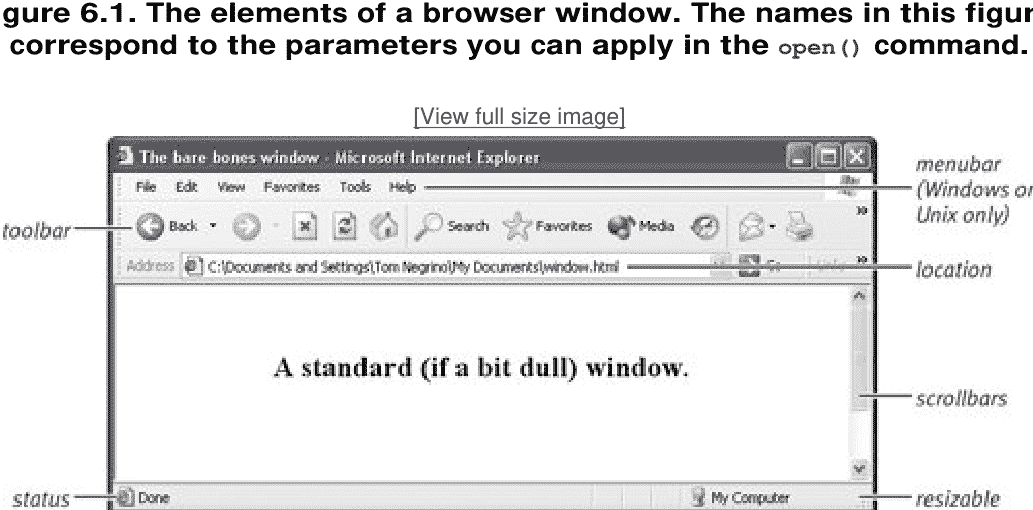 gure 6.1. The elements of a browser window. The names in this figur
correspond to the parameters you can apply in the open() command.
[View full size image]
The bare bones window - Microsoft Internet Explorer
menubar
(Windows or
Unix only)
File Edit View Favorites Tools Help
toolbar
Back Search Favorites Media
Address C:\Documents and Settings\Tom Negrino\My Documents\window.html Go Links
location
A standard (if a bit dull) window.
scrollbars
status
Done My Computer
resizable